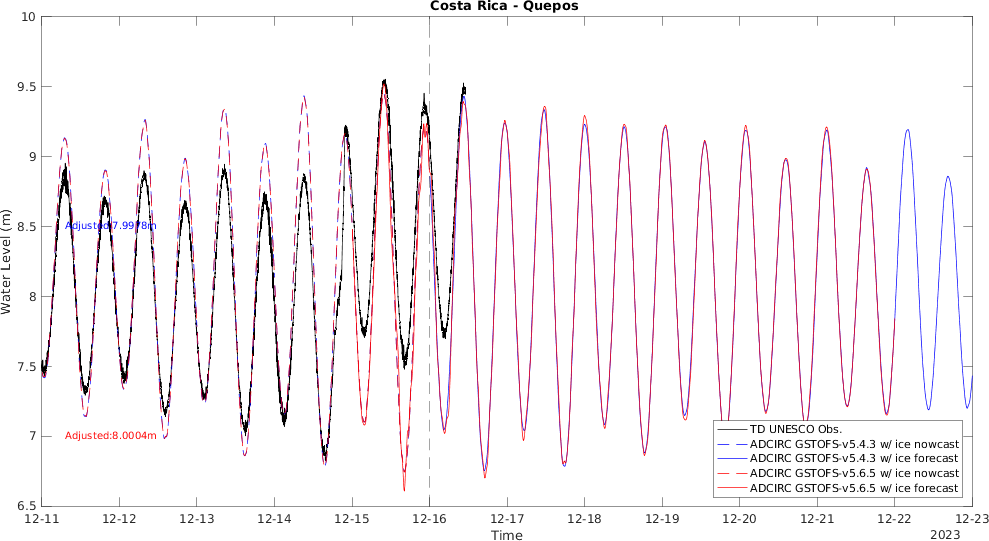 Costa Rica - Quepos
Water Level (m)
10
9.5
9
8.5
8
7.5
7
6.5
Adjusted:7.9978m
Adjusted:8.0004m
TD UNESCO Obs.
ADCIRC GSTOFS-v5.4.3 w/ ice nowcast
ADCIRC GSTOFS-v5.4.3 w/ ice forecast
ADCIRC GSTOFS-v5.6.5 w/ ice nowcast
ADCIRC GSTOFS-v5.6.5 w/ ice forecast
12-11 12-12 12-13 12-14 12-15 12-16 12-17 12-18 12-19 12-20 12-21 12-22 12-23
Time
2023